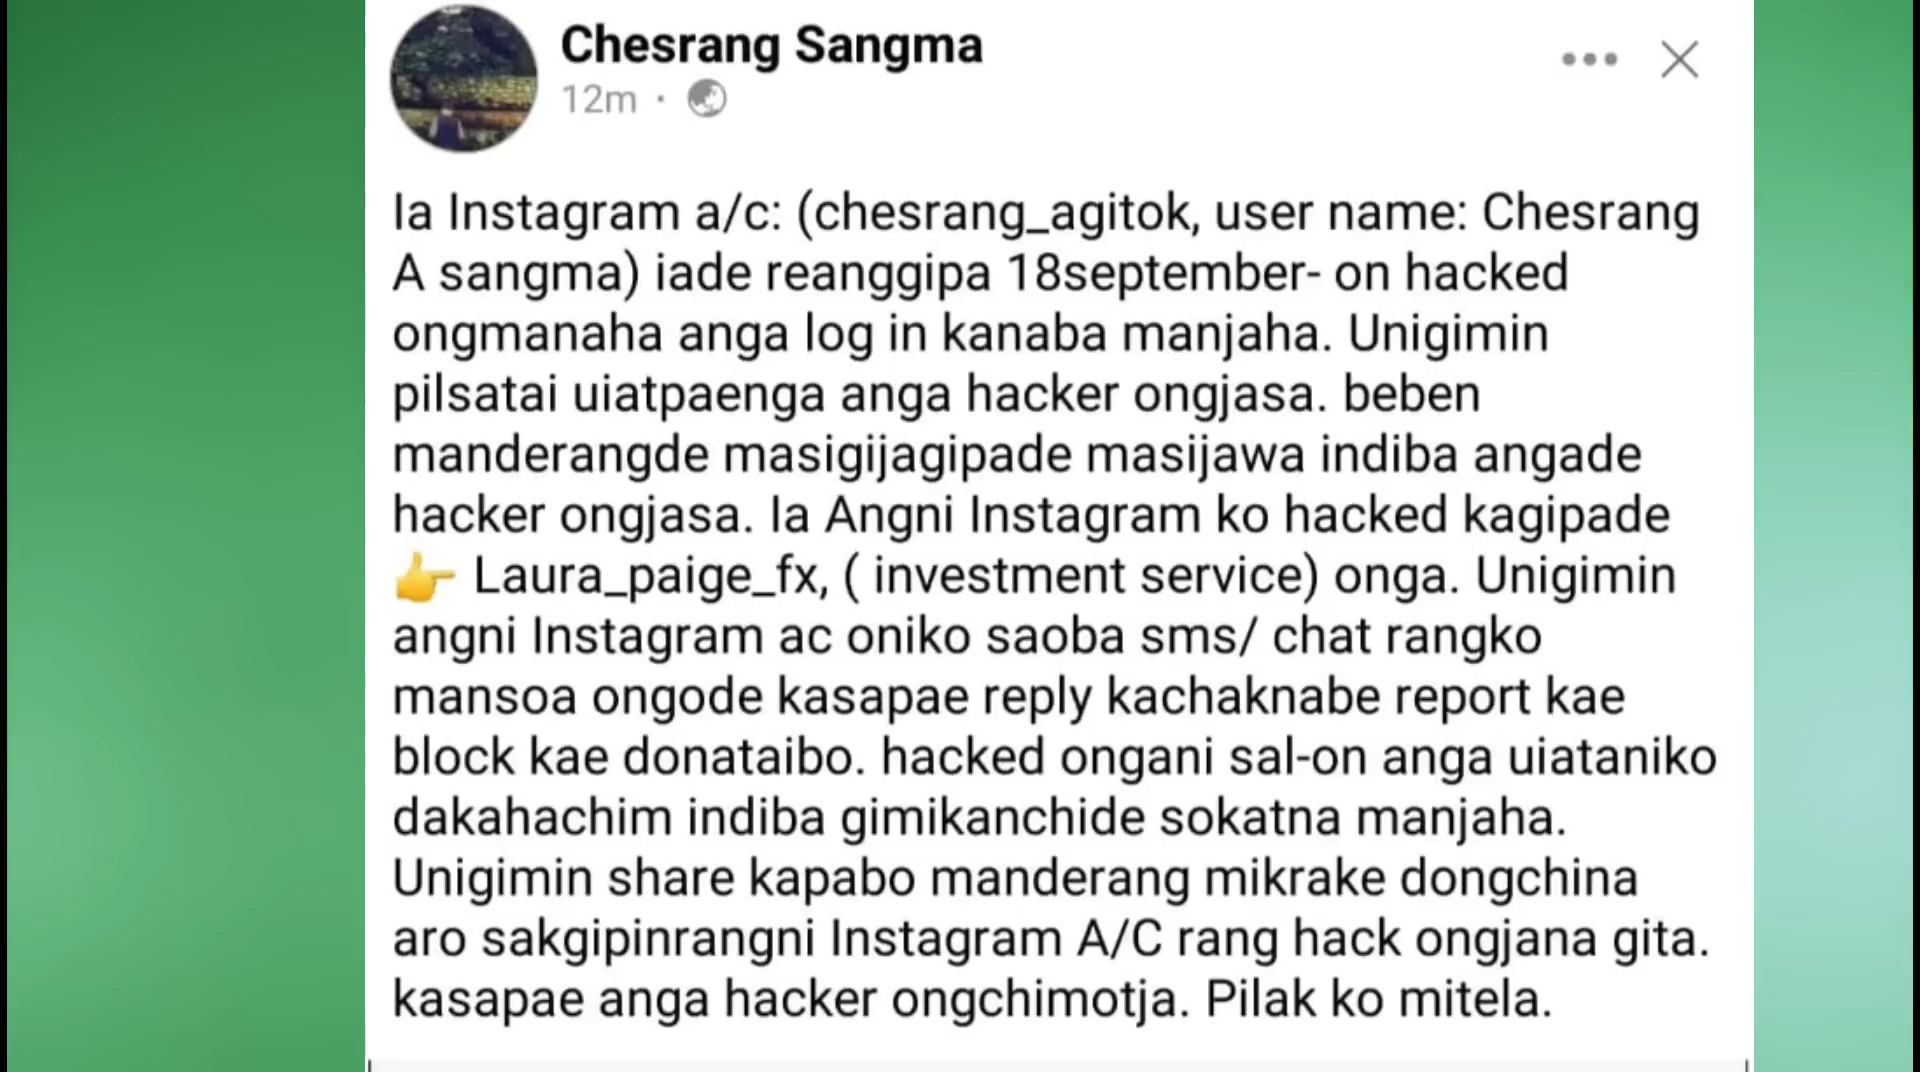 Chesrang Sangma
12m ·
Ia Instagram a/c: (chesrang_agitok, user name: Chesrang
A sangma) iade reanggipa 18september- on hacked
ongmanaha anga log in kanaba manjaha. Unigimin
pilsatai uiatpaenga anga hacker ongjasa. beben
manderangde masigijagipade masijawa indiba angade
hacker ongjasa. Ia Angni Instagram ko hacked kagipade
👉 Laura_paige_fx, ( investment service) onga. Unigimin
angni Instagram ac oniko saoba sms/ chat rangko
mansoa ongode kasapae reply kachaknabe report kae
block kae donataibo. hacked ongani sal-on anga uiataniko
dakahachim indiba gimikanchide sokatna manjaha.
Unigimin share kapabo manderang mikrake dongchina
aro sakgipinrangni Instagram A/C rang hack ongjana gita.
kasapae anga hacker ongchimotja. Pilak ko mitela.